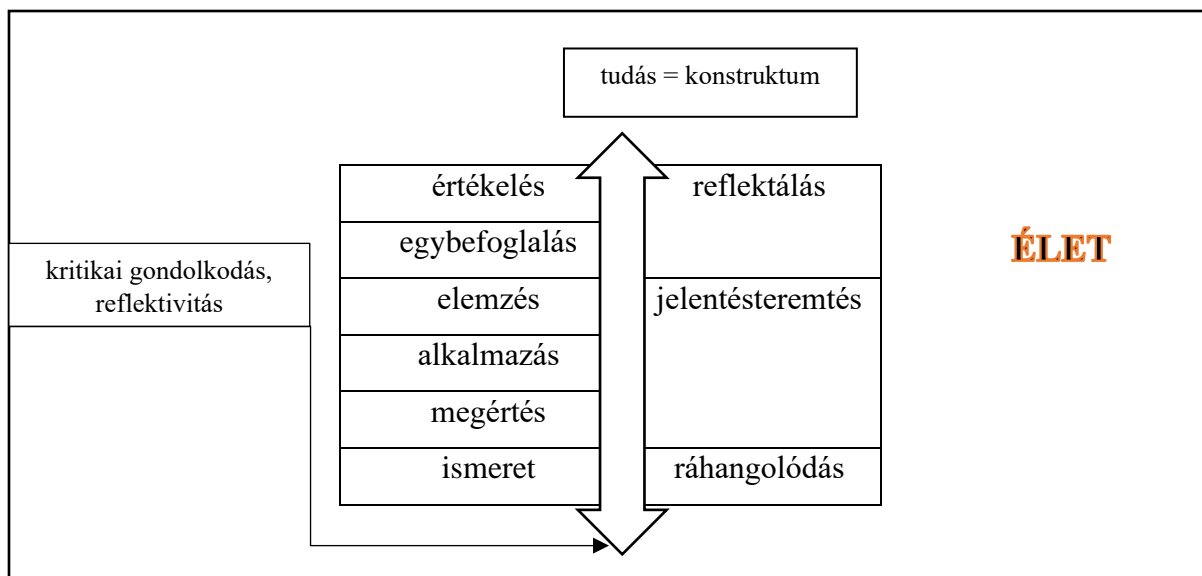 tudás = konstruktum
értékelés
reflektálás
egybefoglalás
ÉLET
kritikai gondolkodás,
reflektivitás
elemzés
jelentésteremtés
alkalmazás
megértés
ismeret
ráhangolódás